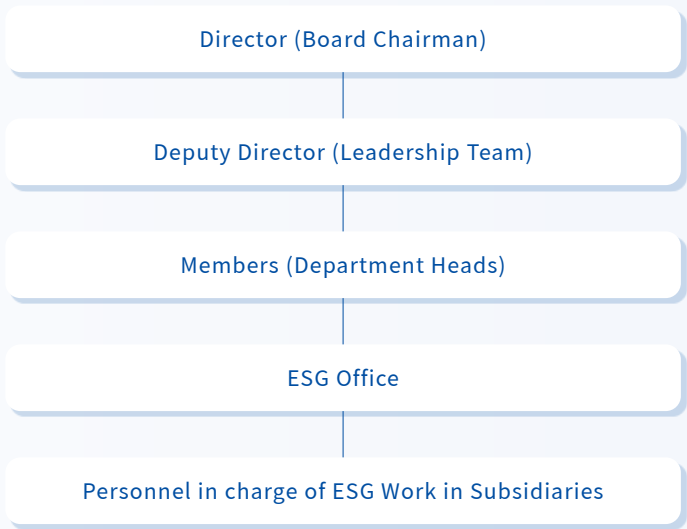 Director (Board Chairman)
Deputy Director (Leadership Team)
Members (Department Heads)
ESG Office
Personnel in charge of ESG Work in Subsidiaries